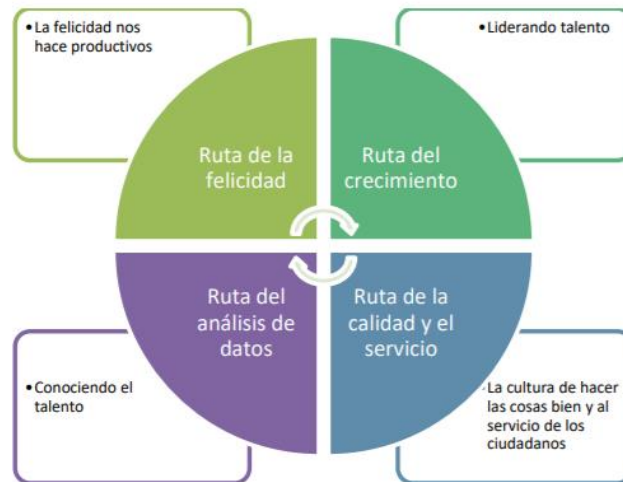 •La felicidad nos
hace productivos
•Liderando talento
Ruta de la
felicidad
Ruta del
crecimiento
Ruta del
análisis de
datos
Ruta de la
calidad y el
servicio
•Conociendo el
talento
•La cultura de hacer
las cosas bien y al
servicio de los
ciudadanos